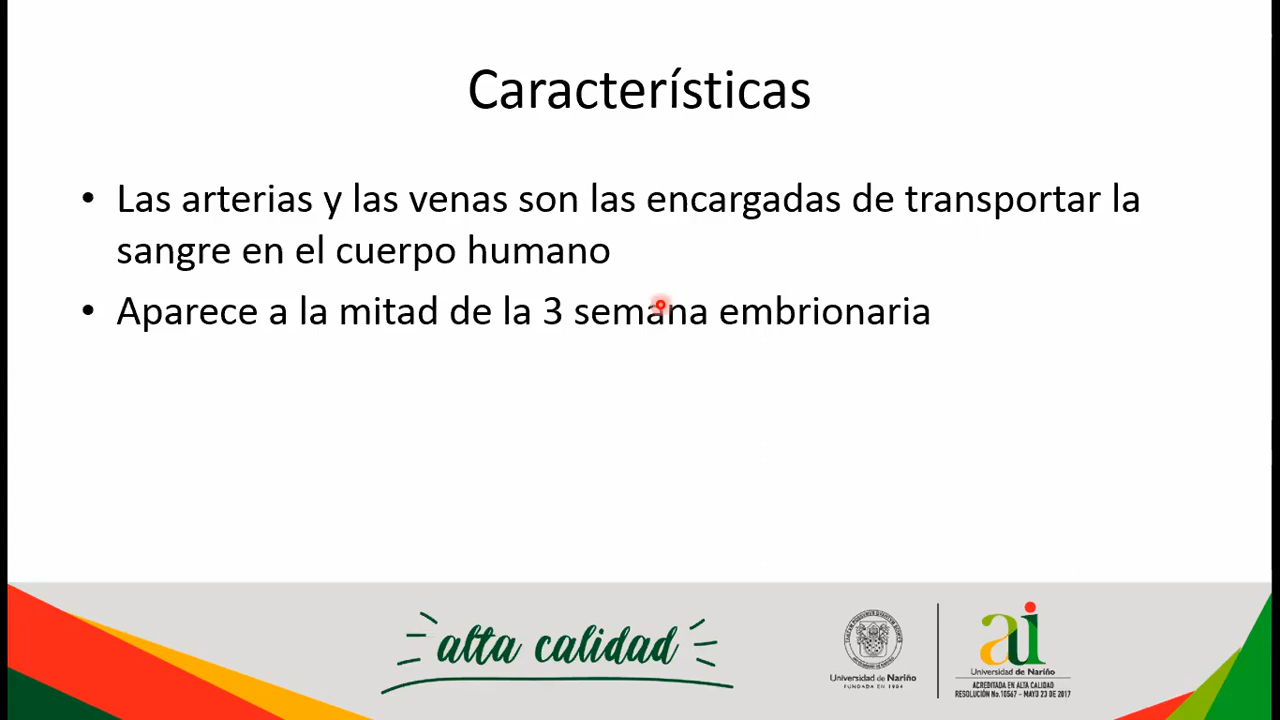 Características
• Las arterias y las venas son las encargadas de transportar la
sangre en el cuerpo humano
• Aparece a la mitad de la 3 semana embrionaria
alta calidad
Universidad de Nariño
FUNDADA EN 1904
ai
Universidad de Nariño
ACREDITADA EN ALTA CALIDAD
RESOLUCIÓN No.10567 - MAYO 23 DE 2017